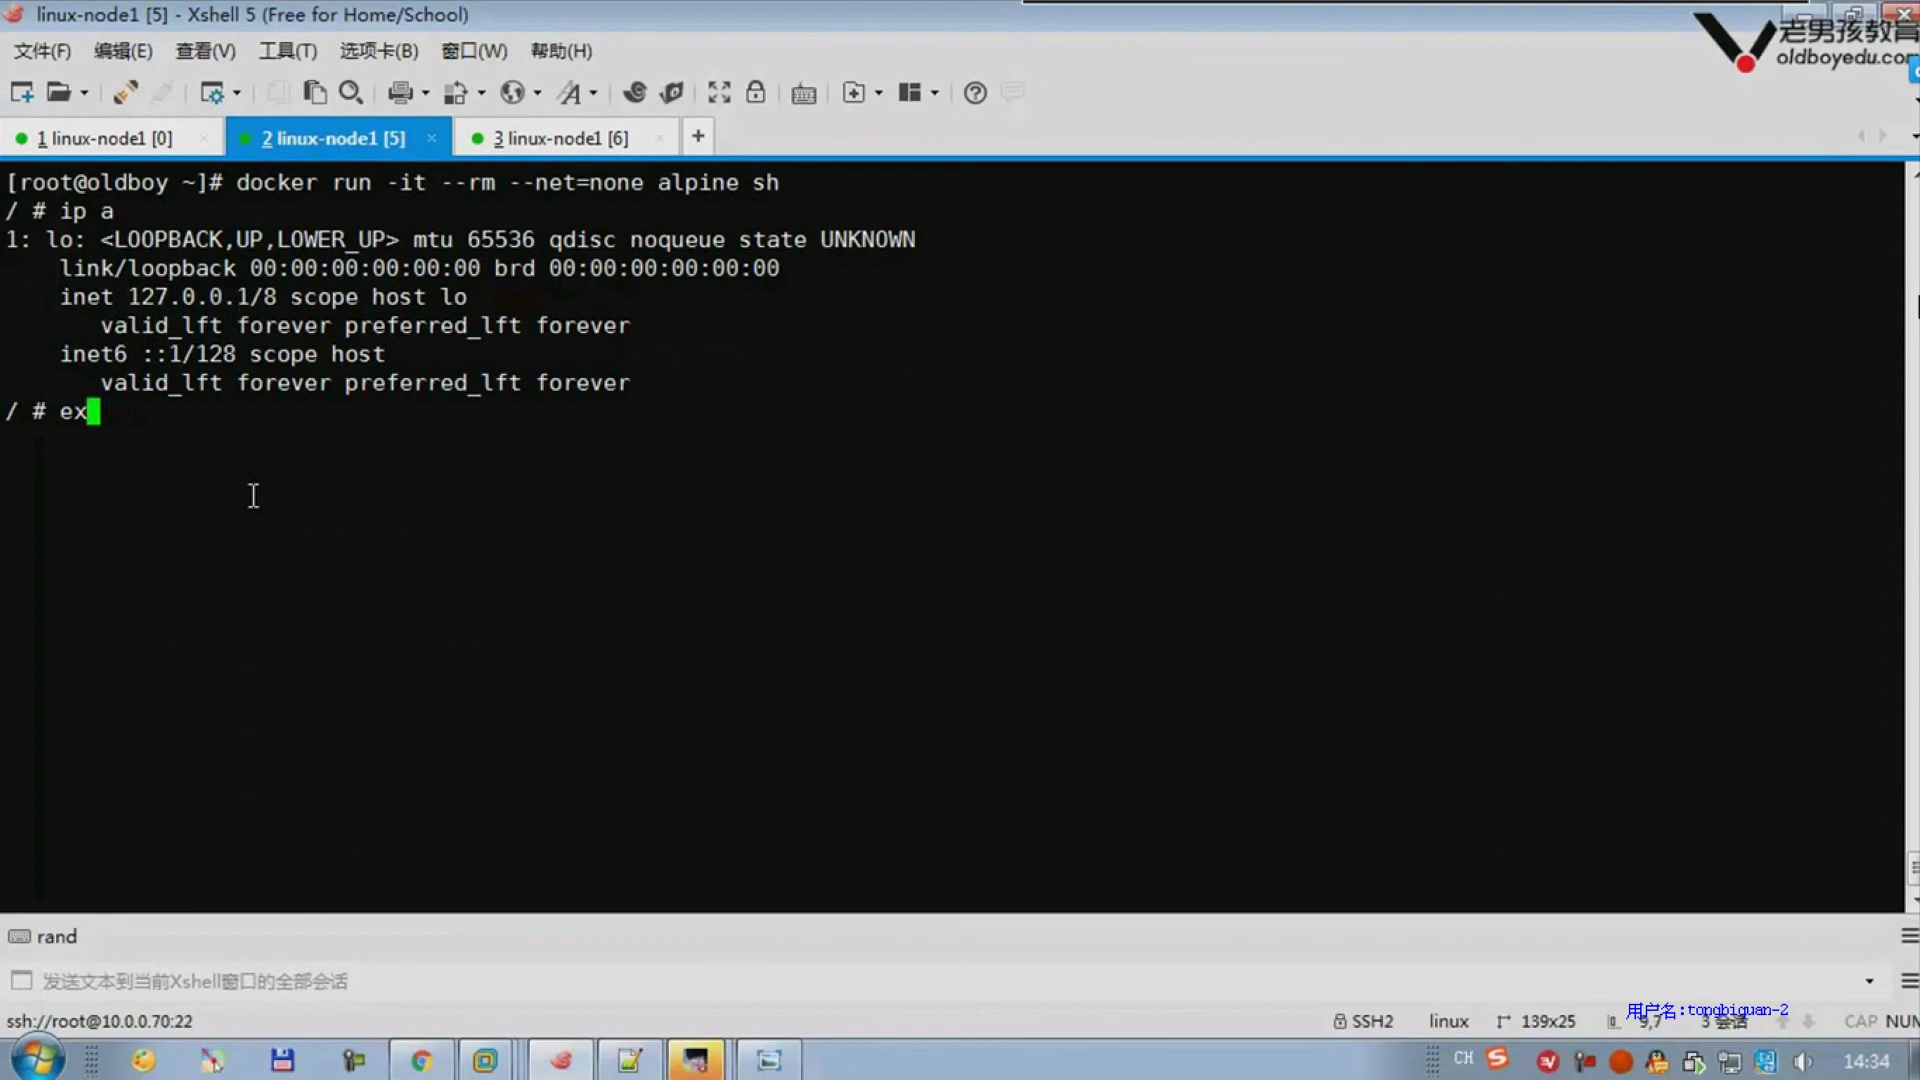 linux-node1 [5] - Xshell 5 (Free for Home/School)
文件(F) 编辑(E) 查看(V) 工具(T) 选项卡(B) 窗口(W) 帮助(H)
老男孩教育
oldboyedu.com
1 linux-node1 [0] 2 linux-node1 [5] 3 linux-node1 [6]
[root@oldboy ~]# docker run -it --rm --net=none alpine sh
/ # ip a
1: lo: <LOOPBACK,UP,LOWER_UP> mtu 65536 qdisc noqueue state UNKNOWN
link/loopback 00:00:00:00:00:00 brd 00:00:00:00:00:00
inet 127.0.0.1/8 scope host lo
valid_lft forever preferred_lft forever
inet6 ::1/128 scope host
valid_lft forever preferred_lft forever
/ # ex
rand
发送文本到当前Xshell窗口的全部会话
用户名:tongbiguan-2
ssh://root@10.0.0.70:22 SSH2 linux 139x25 9,7 3 会话 CAP NUM
CH 14:34